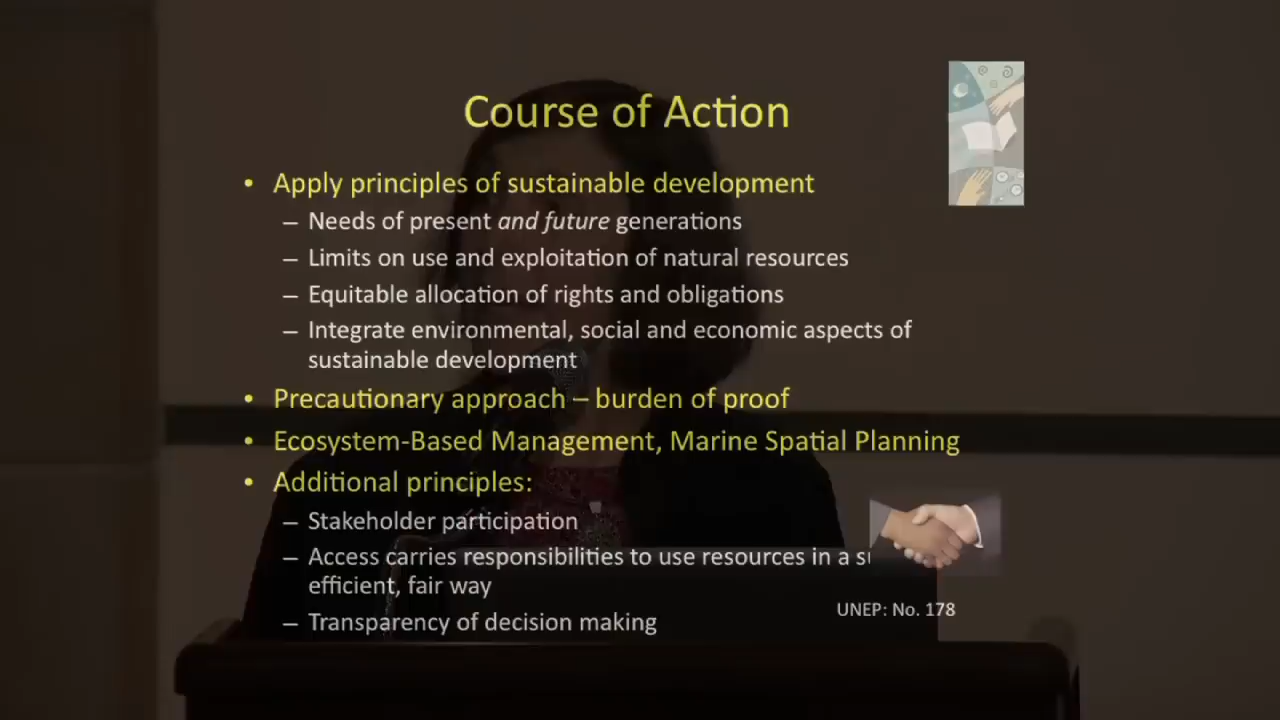 Course of Action
• Apply principles of sustainable development
– Needs of present and future generations
– Limits on use and exploitation of natural resources
– Equitable allocation of rights and obligations
– Integrate environmental, social and economic aspects of
sustainable development
• Precautionary approach – burden of proof
• Ecosystem-Based Management, Marine Spatial Planning
• Additional principles:
– Stakeholder participation
– Access carries responsibilities to use resources in a
efficient, fair way
– Transparency of decision making
UNEP: No. 178